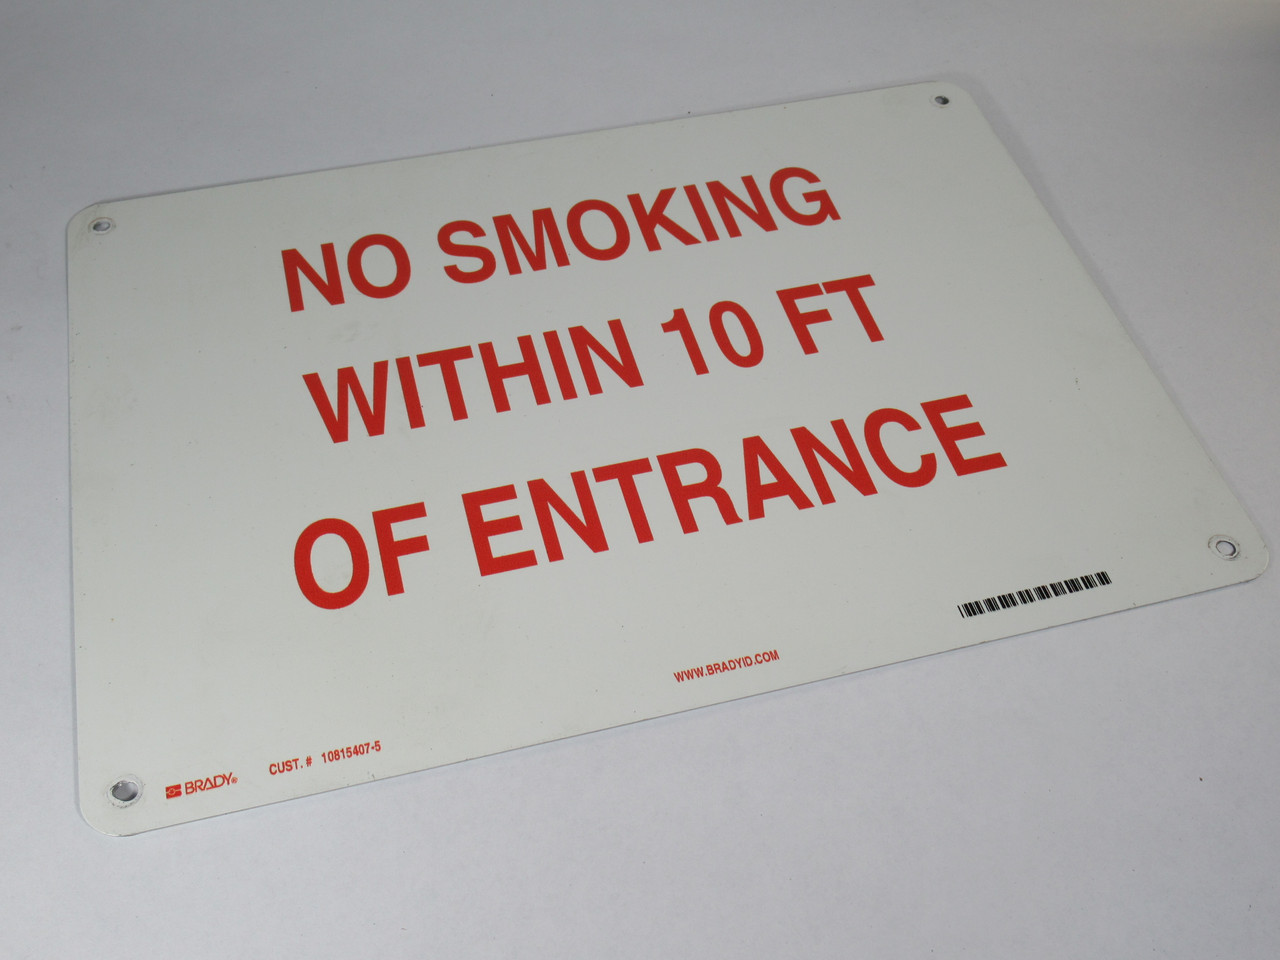 NO SMOKING
WITHIN 10 FT
OF ENTRANCE
WWW.BRADYID.COM
BRADY® CUST. # 10815407-5